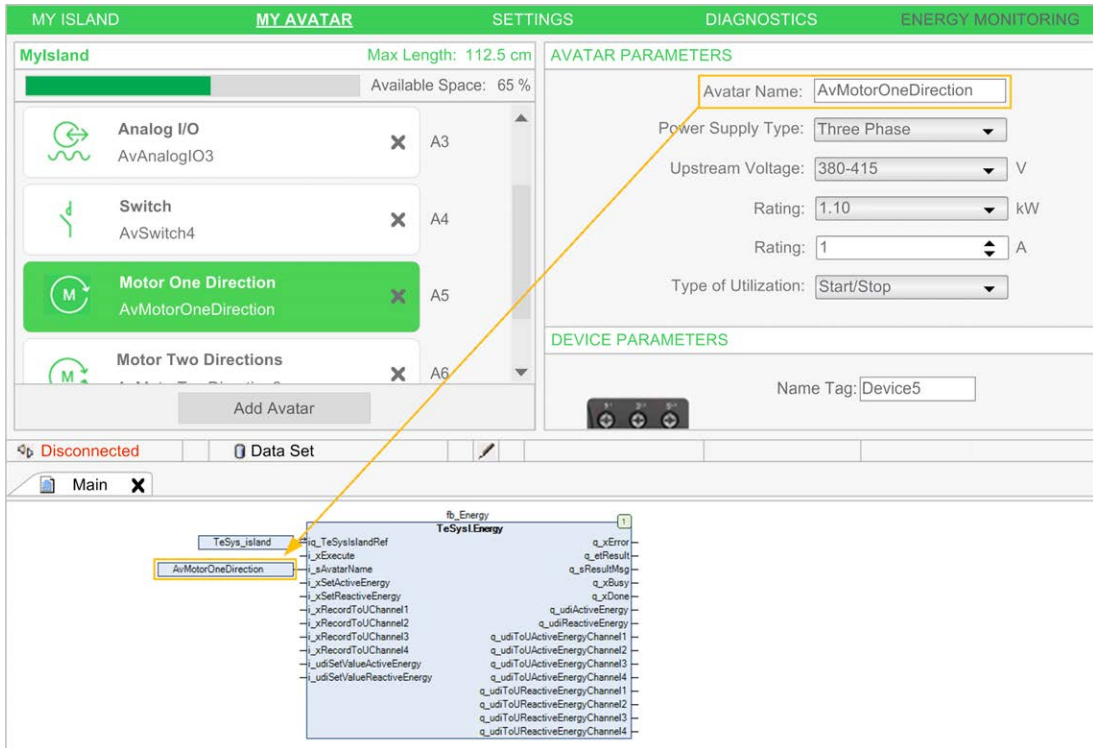 MY ISLAND MY AVATAR SETTINGS DIAGNOSTICS ENERGY MONITORING
MyIsland Max Length: 112.5 cm
Available Space: 65 %
Analog I/O
AvAnalogIO3
A3
Switch
AvSwitch4
A4
M
Motor One Direction
AvMotorOneDirection
A5
M
Motor Two Directions
A6
Add Avatar
AVATAR PARAMETERS
Avatar Name: AvMotorOneDirection
Power Supply Type: Three Phase
Upstream Voltage: 380-415 V
Rating: 1.10 kW
Rating: 1 A
Type of Utilization: Start/Stop
DEVICE PARAMETERS
Name Tag: Device5
Disconnected Data Set
Main X
fb_Energy
TeSysI.Energy
1
TeSys_island iq_TeSysIslandRef q_xError
i_xExecute q_etResult
AvMotorOneDirection i_sAvatarName q_sResultMsg
i_xSetActiveEnergy q_xBusy
i_xSetReactiveEnergy q_xDone
i_xRecordToUChannel1 q_udiActiveEnergy
i_xRecordToUChannel2 q_udiReactiveEnergy
i_xRecordToUChannel3 q_udiToUActiveEnergyChannel1
i_xRecordToUChannel4 q_udiToUActiveEnergyChannel2
i_udiSetValueActiveEnergy q_udiToUActiveEnergyChannel3
i_udiSetValueReactiveEnergy q_udiToUActiveEnergyChannel4
q_udiToUReactiveEnergyChannel1
q_udiToUReactiveEnergyChannel2
q_udiToUReactiveEnergyChannel3
q_udiToUReactiveEnergyChannel4